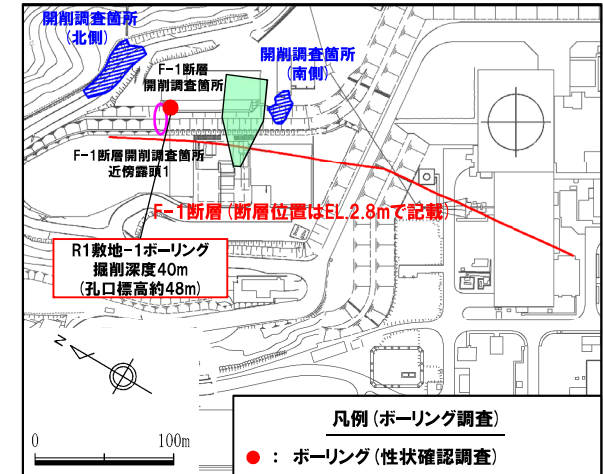 開削調査箇所
(北側)
F-1断層
開削調査箇所
開削調査箇所
(南側)
F-1断層開削調査箇所
近傍露頭1
F-1断層(断層位置はEL.2.8mで記載)
R1敷地-1ボーリング
掘削深度40m
(孔口標高約48m)
N
0 100m
凡例(ボーリング調査)
● : ボーリング(性状確認調査)